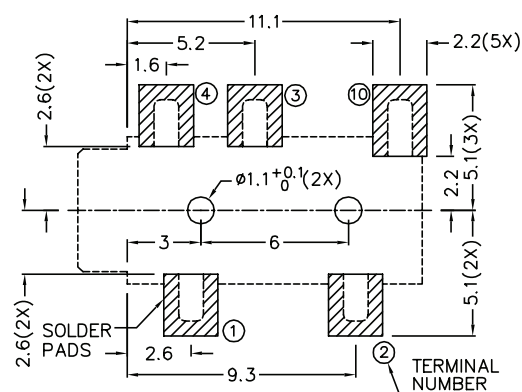 11.1
5.2
2.2(5X)
1.6
2.6(2X)
④
③
⑩
5.1(3X)
2.2
ø1.1 +0.1 0 (2X)
3
6
2.6(2X)
5.1(2X)
SOLDER
PADS
①
②
2.6
9.3
TERMINAL
NUMBER